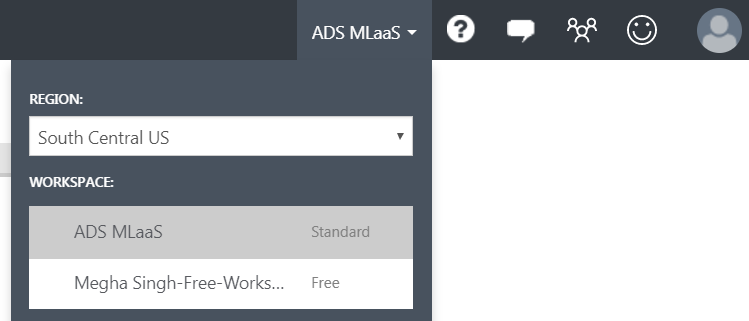 ADS MLaaS
REGION:
South Central US
WORKSPACE:
ADS MLaaS Standard
Megha Singh-Free-Works... Free